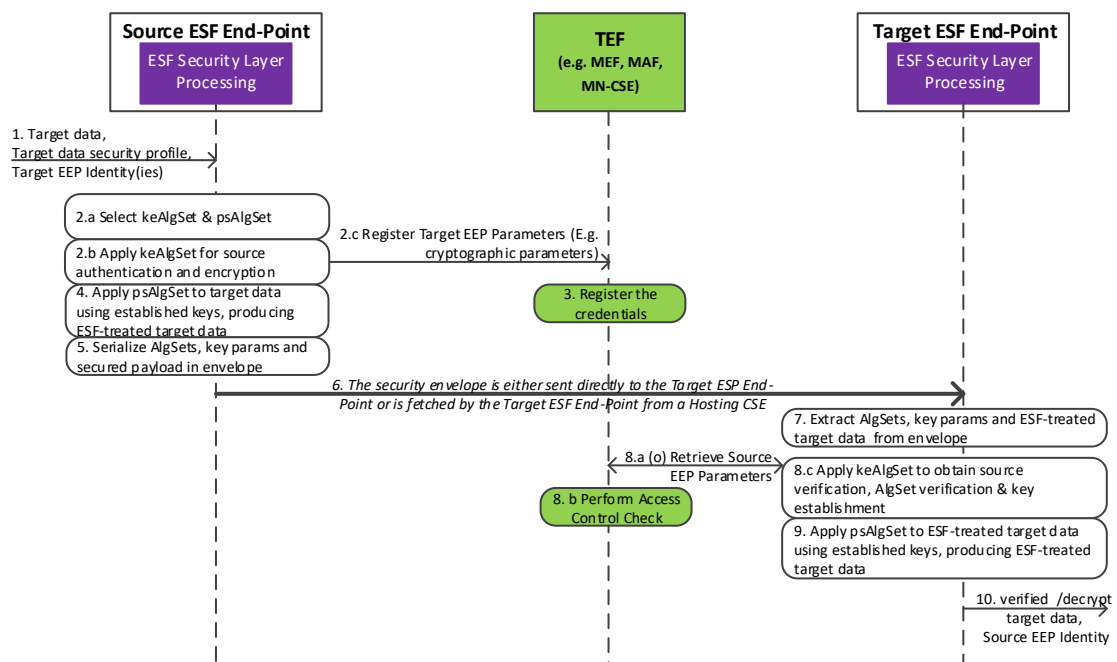 Source ESF End-Point
ESF Security Layer
Processing
TEF
(e.g. MEF, MAF,
MN-CSE)
Target ESF End-Point
ESF Security Layer
Processing
1. Target data,
Target data security profile,
Target EEP Identity(ies)
2.a Select keAlgSet & psAlgSet
2.b Apply keAlgSet for source
authentication and encryption
2.c Register Target EEP Parameters (E.g.
cryptographic parameters)
3. Register the
credentials
4. Apply psAlgSet to target data
using established keys, producing
ESF-treated target data
5. Serialize AlgSets, key params and
secured payload in envelope
6. The security envelope is either sent directly to the Target ESP End-
Point or is fetched by the Target ESF End-Point from a Hosting CSE
7. Extract AlgSets, key params and ESF-treated
target data from envelope
8.a (o) Retrieve Source
EEP Parameters
8. b Perform Access
Control Check
8.c Apply keAlgSet to obtain source
verification, AlgSet verification & key
establishment
9. Apply psAlgSet to ESF-treated target data
using established keys, producing ESF-treated
target data
10. verified /decrypt
target data,
Source EEP Identity